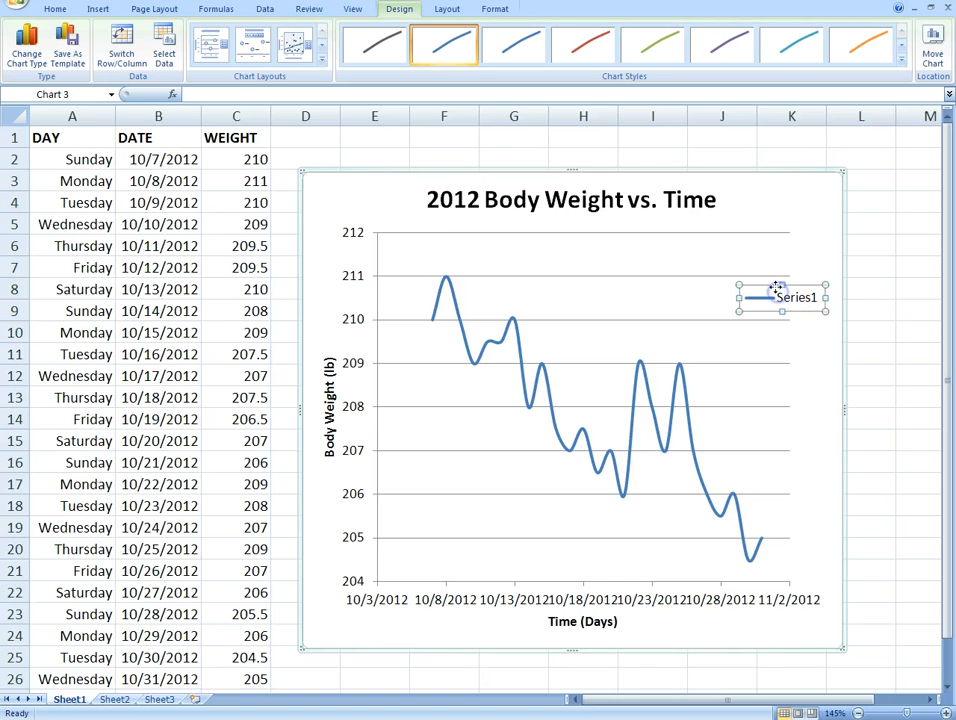 Home Insert Page Layout Formulas Data Review View Design Layout Format
Change Chart Type
Save As Template
Switch Row/Column
Select Data
Move Chart
Type Data Chart Layouts Chart Styles Location
Chart 3 fx
A B C D E F G H I J K L M
1 DAY DATE WEIGHT
2 Sunday 10/7/2012 210
3 Monday 10/8/2012 211
4 Tuesday 10/9/2012 210
5 Wednesday 10/10/2012 209
6 Thursday 10/11/2012 209.5
7 Friday 10/12/2012 209.5
8 Saturday 10/13/2012 210
9 Sunday 10/14/2012 208
10 Monday 10/15/2012 209
11 Tuesday 10/16/2012 207.5
12 Wednesday 10/17/2012 207
13 Thursday 10/18/2012 207.5
14 Friday 10/19/2012 206.5
15 Saturday 10/20/2012 207
16 Sunday 10/21/2012 206
17 Monday 10/22/2012 209
18 Tuesday 10/23/2012 208
19 Wednesday 10/24/2012 207
20 Thursday 10/25/2012 209
21 Friday 10/26/2012 207
22 Saturday 10/27/2012 206
23 Sunday 10/28/2012 205.5
24 Monday 10/29/2012 206
25 Tuesday 10/30/2012 204.5
26 Wednesday 10/31/2012 205
2012 Body Weight vs. Time
212
211
210
209
208
207
206
205
204
Body Weight (lb)
Series1
10/3/2012 10/8/2012 10/13/2012 10/18/2012 10/23/2012 10/28/2012 11/2/2012
Time (Days)
Sheet1 Sheet2 Sheet3
Ready 145%